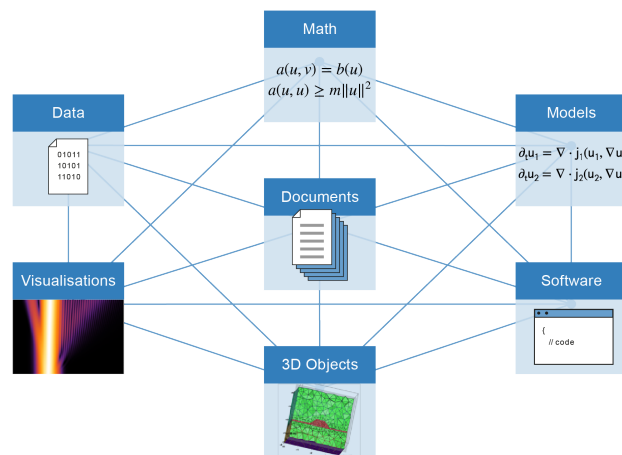 Math
a(u, v) = b(u)
a(u, u) ≥ m‖u‖²
Data
01011
10101
11010
Models
∂ₜu₁ = ∇ · j₁(u₁, ∇u
∂ₜu₂ = ∇ · j₂(u₂, ∇u
Documents
Visualisations
Software
{
// code
3D Objects